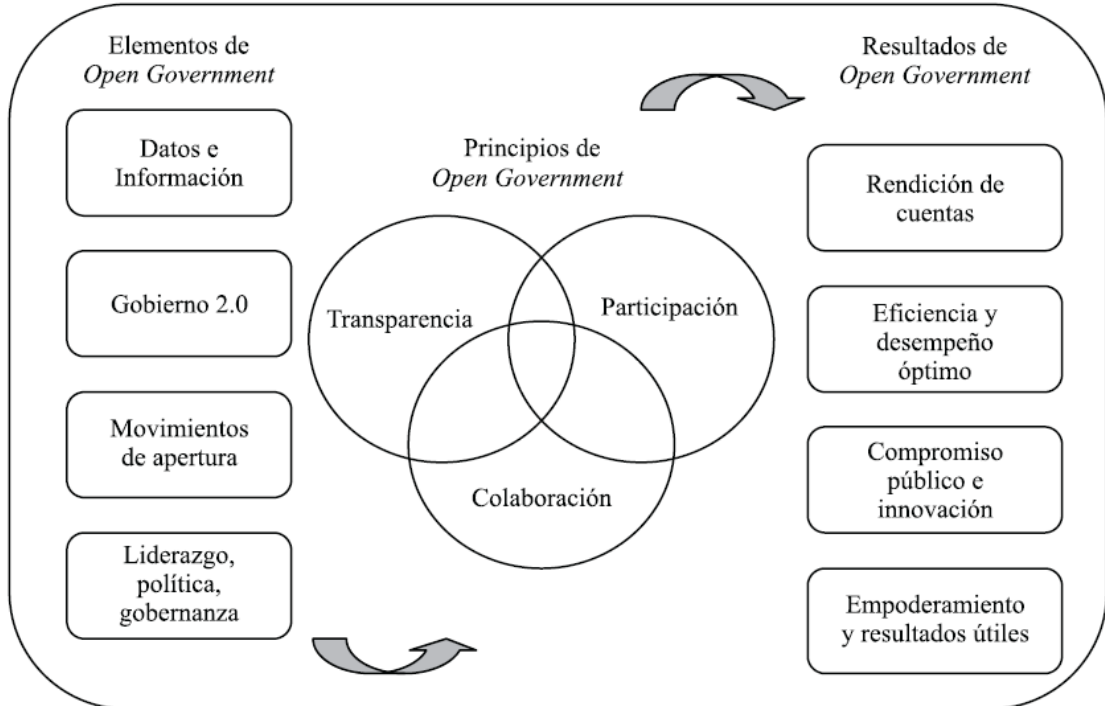 Elementos de
Open Government
Datos e
Información
Gobierno 2.0
Movimientos
de apertura
Liderazgo,
política,
gobernanza
Principios de
Open Government
Transparencia
Participación
Colaboración
Resultados de
Open Government
Rendición de
cuentas
Eficiencia y
desempeño
óptimo
Compromiso
público e
innovación
Empoderamiento
y resultados útiles